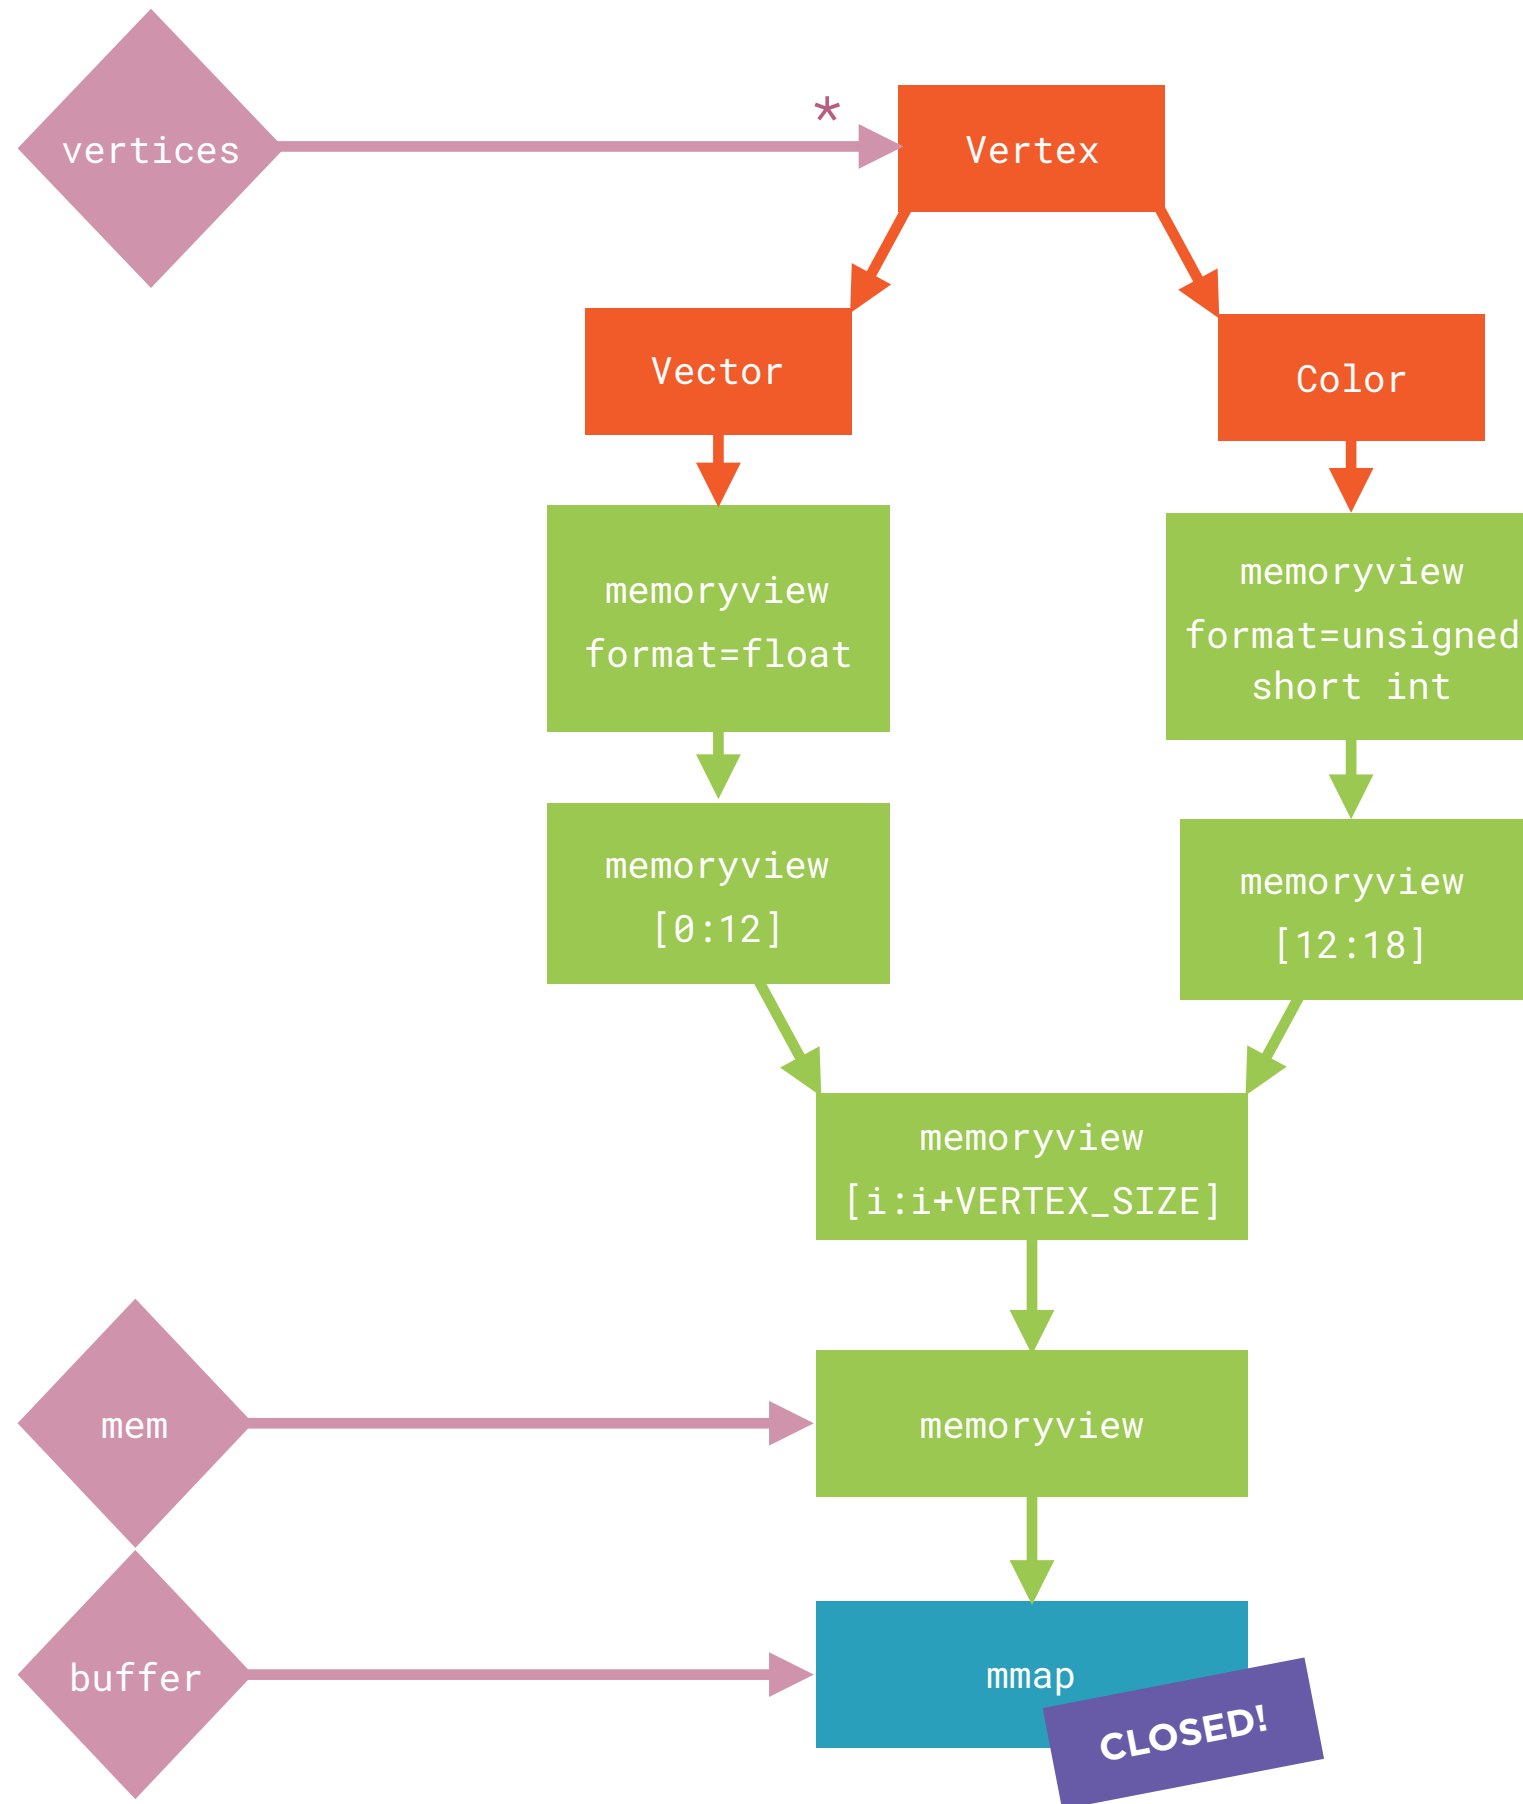 vertices
*
Vertex
Vector
Color
memoryview
format=float
memoryview
format=unsigned
short int
memoryview
[0:12]
memoryview
[12:18]
memoryview
[i:i+VERTEX_SIZE]
mem
memoryview
buffer
mmap
CLOSED!